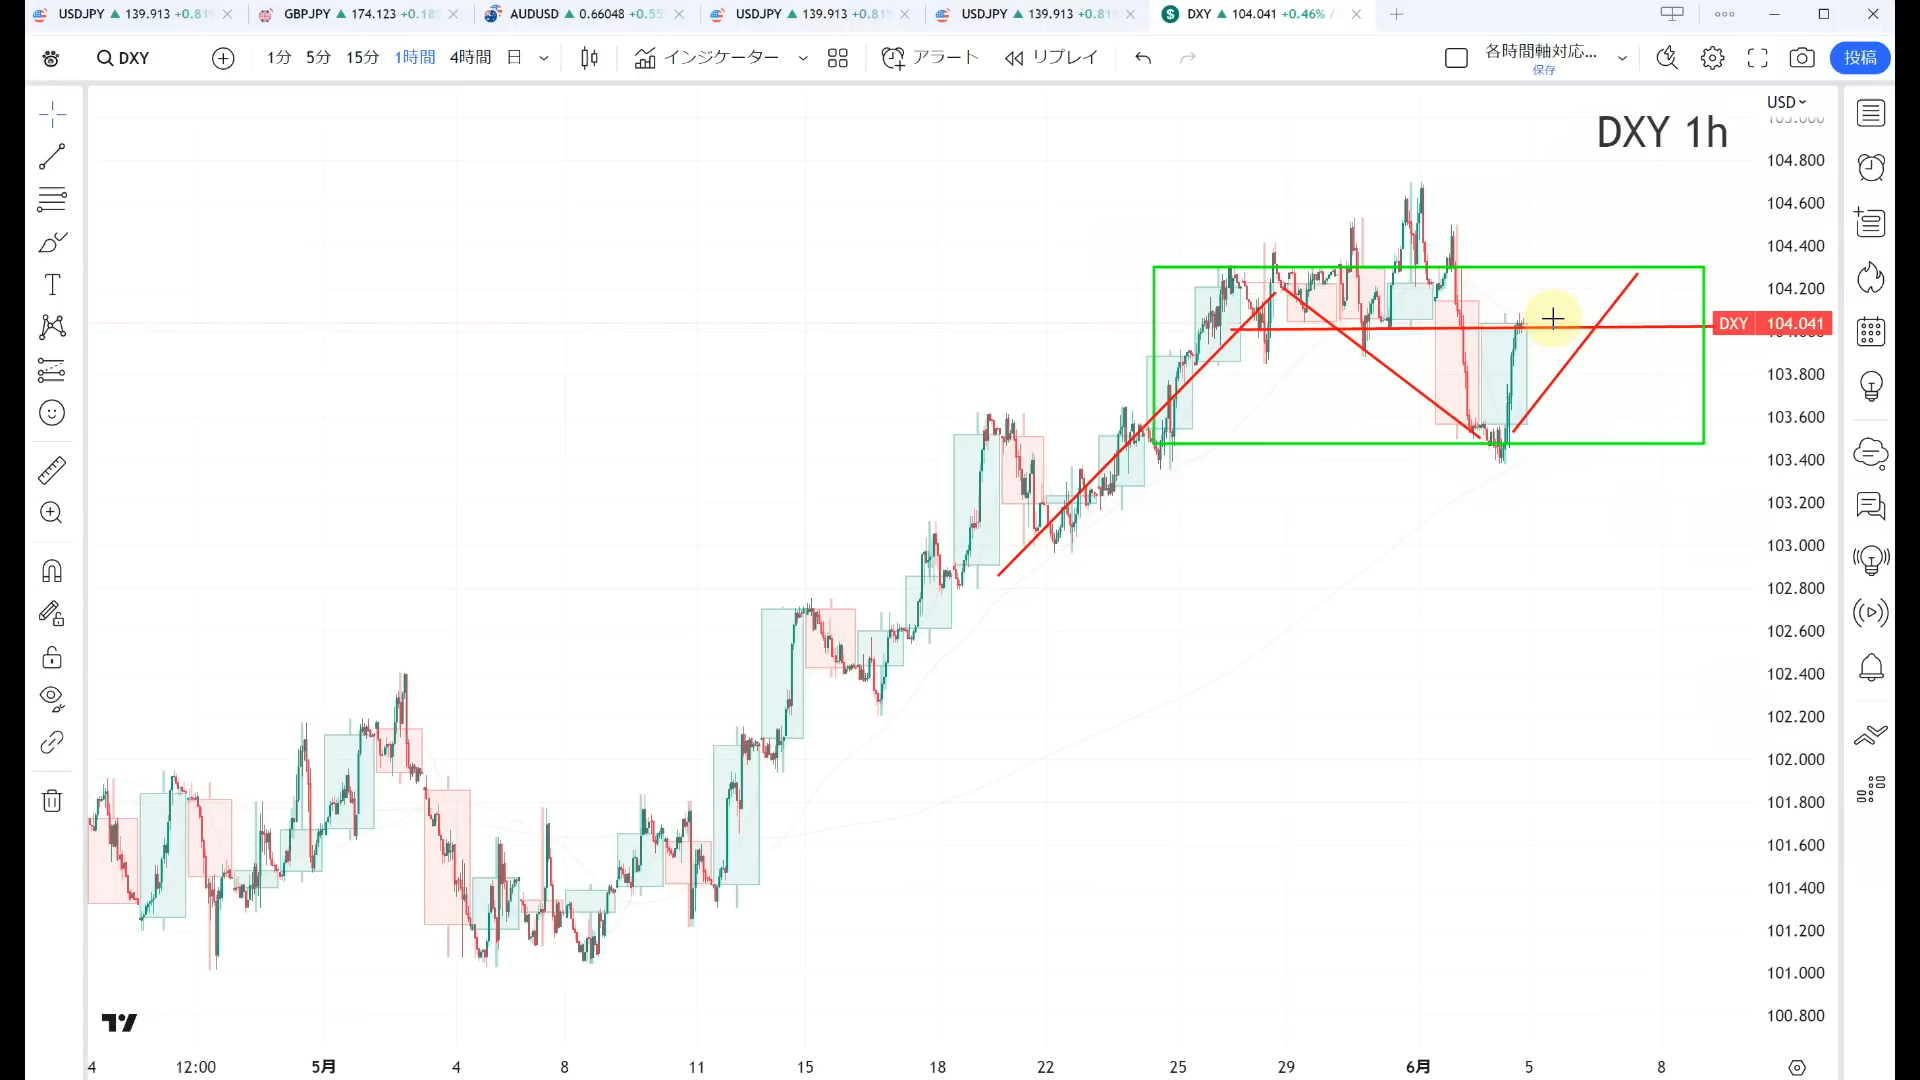 USDJPY ▲ 139.913 +0.81
GBPJPY ▲ 174.123 +0.18%
AUDUSD ▲ 0.66048 +0.55
USDJPY ▲ 139.913 +0.81
USDJPY ▲ 139.913 +0.81
DXY ▲ 104.041 +0.46% /
DXY
1分 5分 15分 1時間 4時間 日
インジケーター
アラート
リプレイ
各時間軸対応...
保存
投稿
USD
DXY 1h
105.000
104.800
104.600
104.400
104.200
DXY 104.041
103.800
103.600
103.400
103.200
103.000
102.800
102.600
102.400
102.200
102.000
101.800
101.600
101.400
101.200
101.000
100.800
4 12:00 5月 4 8 11 15 18 22 25 29 6月 5 8